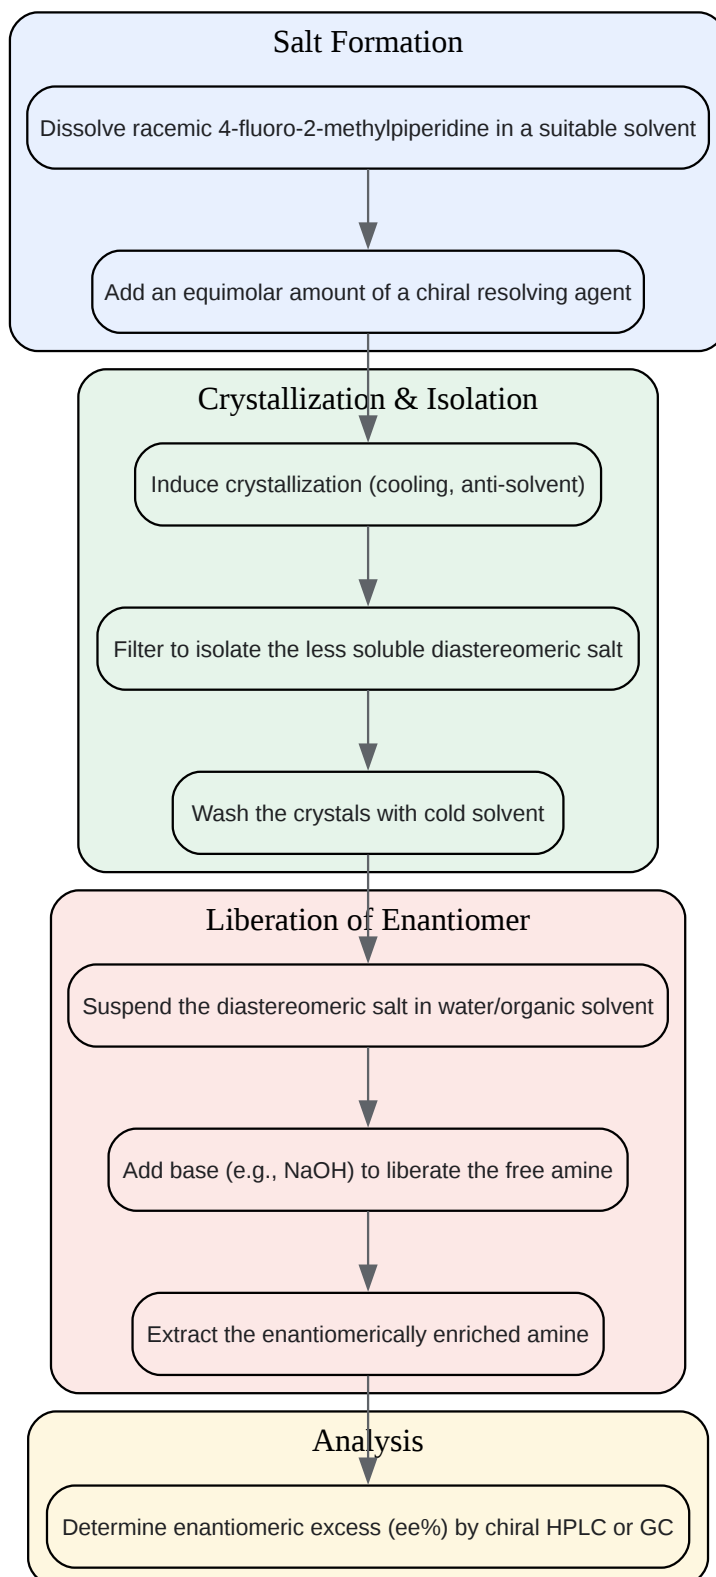 Salt Formation
Dissolve racemic 4-fluoro-2-methylpiperidine in a suitable solvent
Add an equimolar amount of a chiral resolving agent
Crystallization & Isolation
Induce crystallization (cooling, anti-solvent)
Filter to isolate the less soluble diastereomeric salt
Wash the crystals with cold solvent
Liberation of Enantiomer
Suspend the diastereomeric salt in water/organic solvent
Add base (e.g., NaOH) to liberate the free amine
Extract the enantiomerically enriched amine
Analysis
Determine enantiomeric excess (ee%) by chiral HPLC or GC